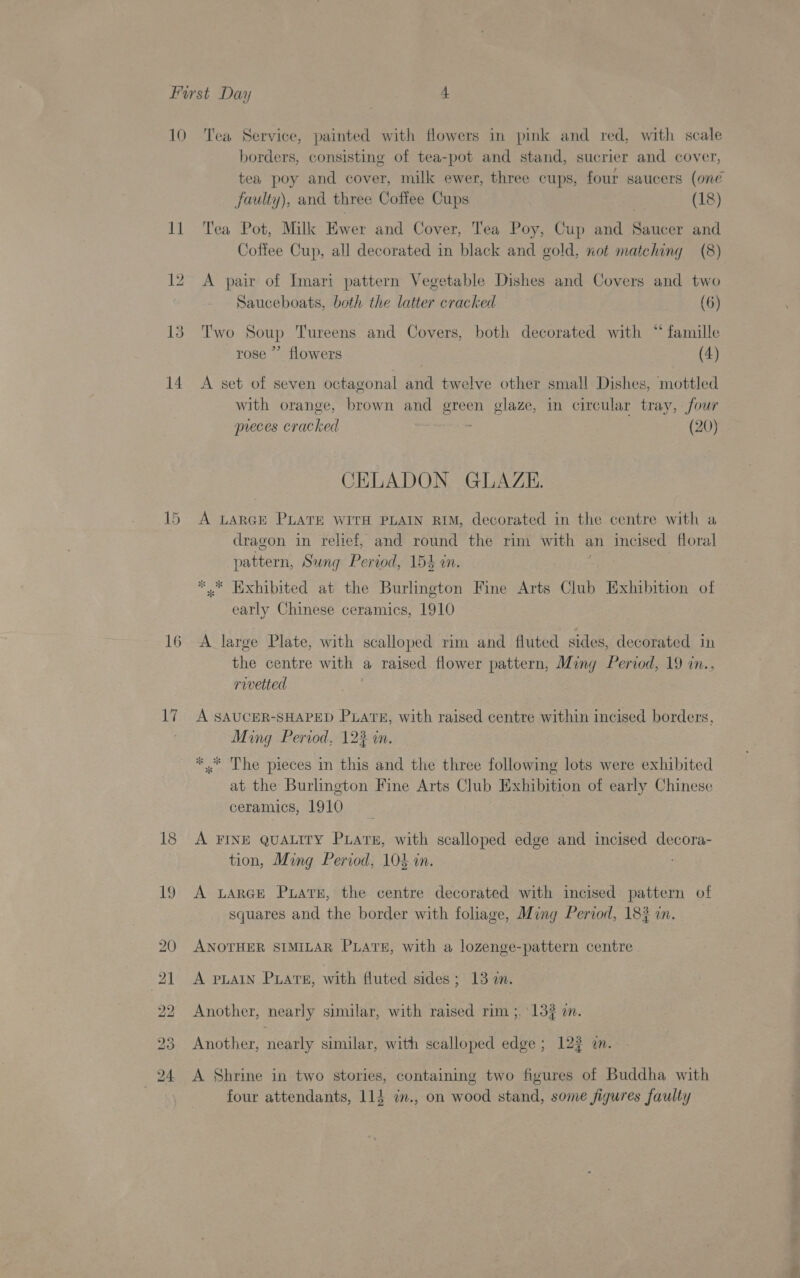 First Day 4
10 Tea Service, painted with flowers in pink and red, with scale
borders, consisting of tea-pot and stand, sucrier and cover,
tea poy and cover, milk ewer, three cups, four saucers (one
faulty), and three Coffee Cups (18)
11 Tea Pot, Milk Ewer and Cover, Tea Poy, Cup and Saucer and
Coffee Cup, all decorated in black and gold, not matching (8)
12 A pair of Imari pattern Vegetable Dishes and Covers and two
Sauceboats, both the latter cracked (6)
13 Two Soup Tureens and Covers, both decorated with “ famille
rose ” flowers (4)
14 A set of seven octagonal and twelve other small Dishes, mottled
with orange, brown and green glaze, in circular tray, four
pieces cracked (20)
CELADON GLAZE.
15 A LARGE PLATE WITH PLAIN RIM, decorated in the centre with a
dragon in relief, and round the rim with an incised floral
pattern, Sung Period, 15½ in.
*⁎* Exhibited at the Burlington Fine Arts Club Exhibition of
early Chinese ceramics, 1910
16 A large Plate, with scalloped rim and fluted sides, decorated in
the centre with a raised flower pattern, Ming Period, 19 in.,
rivetted
17 A SAUCER-SHAPED PLATE, with raised centre within incised borders,
Ming Period, 12¾ in.
*⁎* The pieces in this and the three following lots were exhibited
at the Burlington Fine Arts Club Exhibition of early Chinese
ceramics, 1910
18 A FINE QUALITY PLATE, with scalloped edge and incised decora-
tion, Ming Period, 10½ in.
19 A LARGE PLATE, the centre decorated with incised pattern of
squares and the border with foliage, Ming Period, 18¾ in.
20 ANOTHER SIMILAR PLATE, with a lozenge-pattern centre
21 A PLAIN PLATE, with fluted sides ; 13 in.
22 Another, nearly similar, with raised rim ; 13¾ in.
23 Another, nearly similar, with scalloped edge ; 12¾ in.
24 A Shrine in two stories, containing two figures of Buddha with
four attendants, 11½ in., on wood stand, some figures faulty